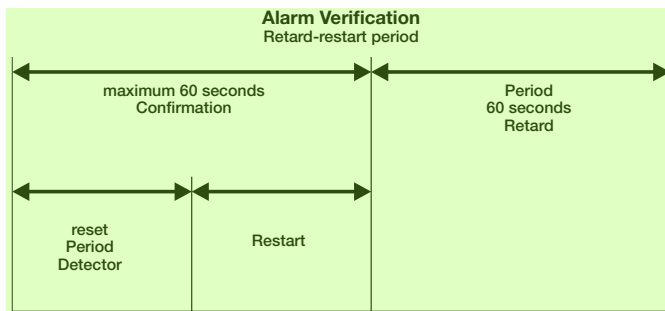 Alarm Verification
Retard-restart period
maximum 60 seconds
Confirmation
Period
60 seconds
Retard
reset
Period
Detector
Restart